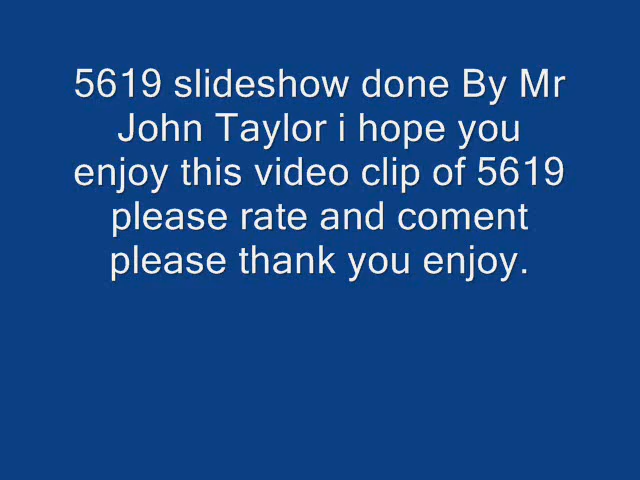 5619 slideshow done By Mr
John Taylor i hope you
enjoy this video clip of 5619
please rate and coment
please thank you enjoy.